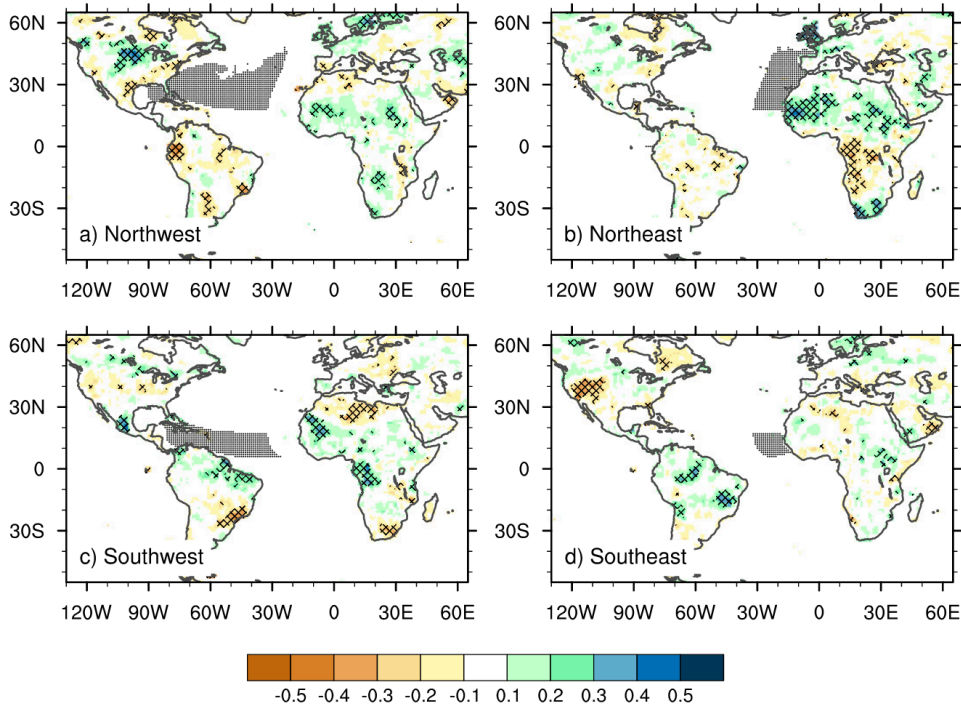 60N 60N
30N 30N
0 0
30S 30S
a) Northwest b) Northeast
120W 90W 60W 30W 0 30E 60E 120W 90W 60W 30W 0 30E 60E
60N 60N
30N 30N
0 0
30S 30S
c) Southwest d) Southeast
120W 90W 60W 30W 0 30E 60E 120W 90W 60W 30W 0 30E 60E
-0.5 -0.4 -0.3 -0.2 -0.1 0.1 0.2 0.3 0.4 0.5